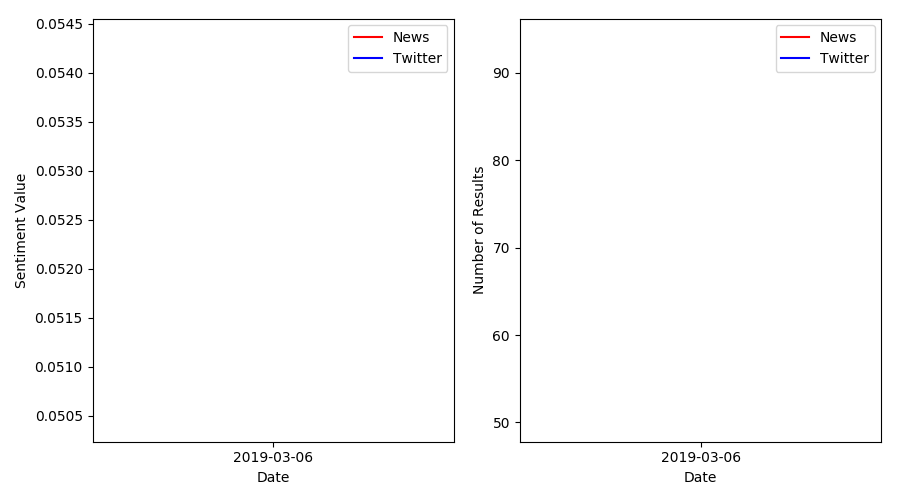 0.0545
0.0540
0.0535
0.0530
0.0525
0.0520
0.0515
0.0510
0.0505
Sentiment Value
News
Twitter
2019-03-06
Date
90
80
70
60
50
Number of Results
News
Twitter
2019-03-06
Date